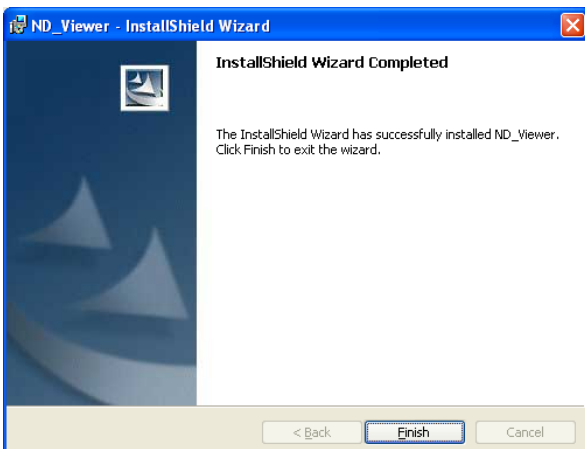 ND_Viewer - InstallShield Wizard
InstallShield Wizard Completed
The InstallShield Wizard has successfully installed ND_Viewer.
Click Finish to exit the wizard.
< Back
Finish
Cancel